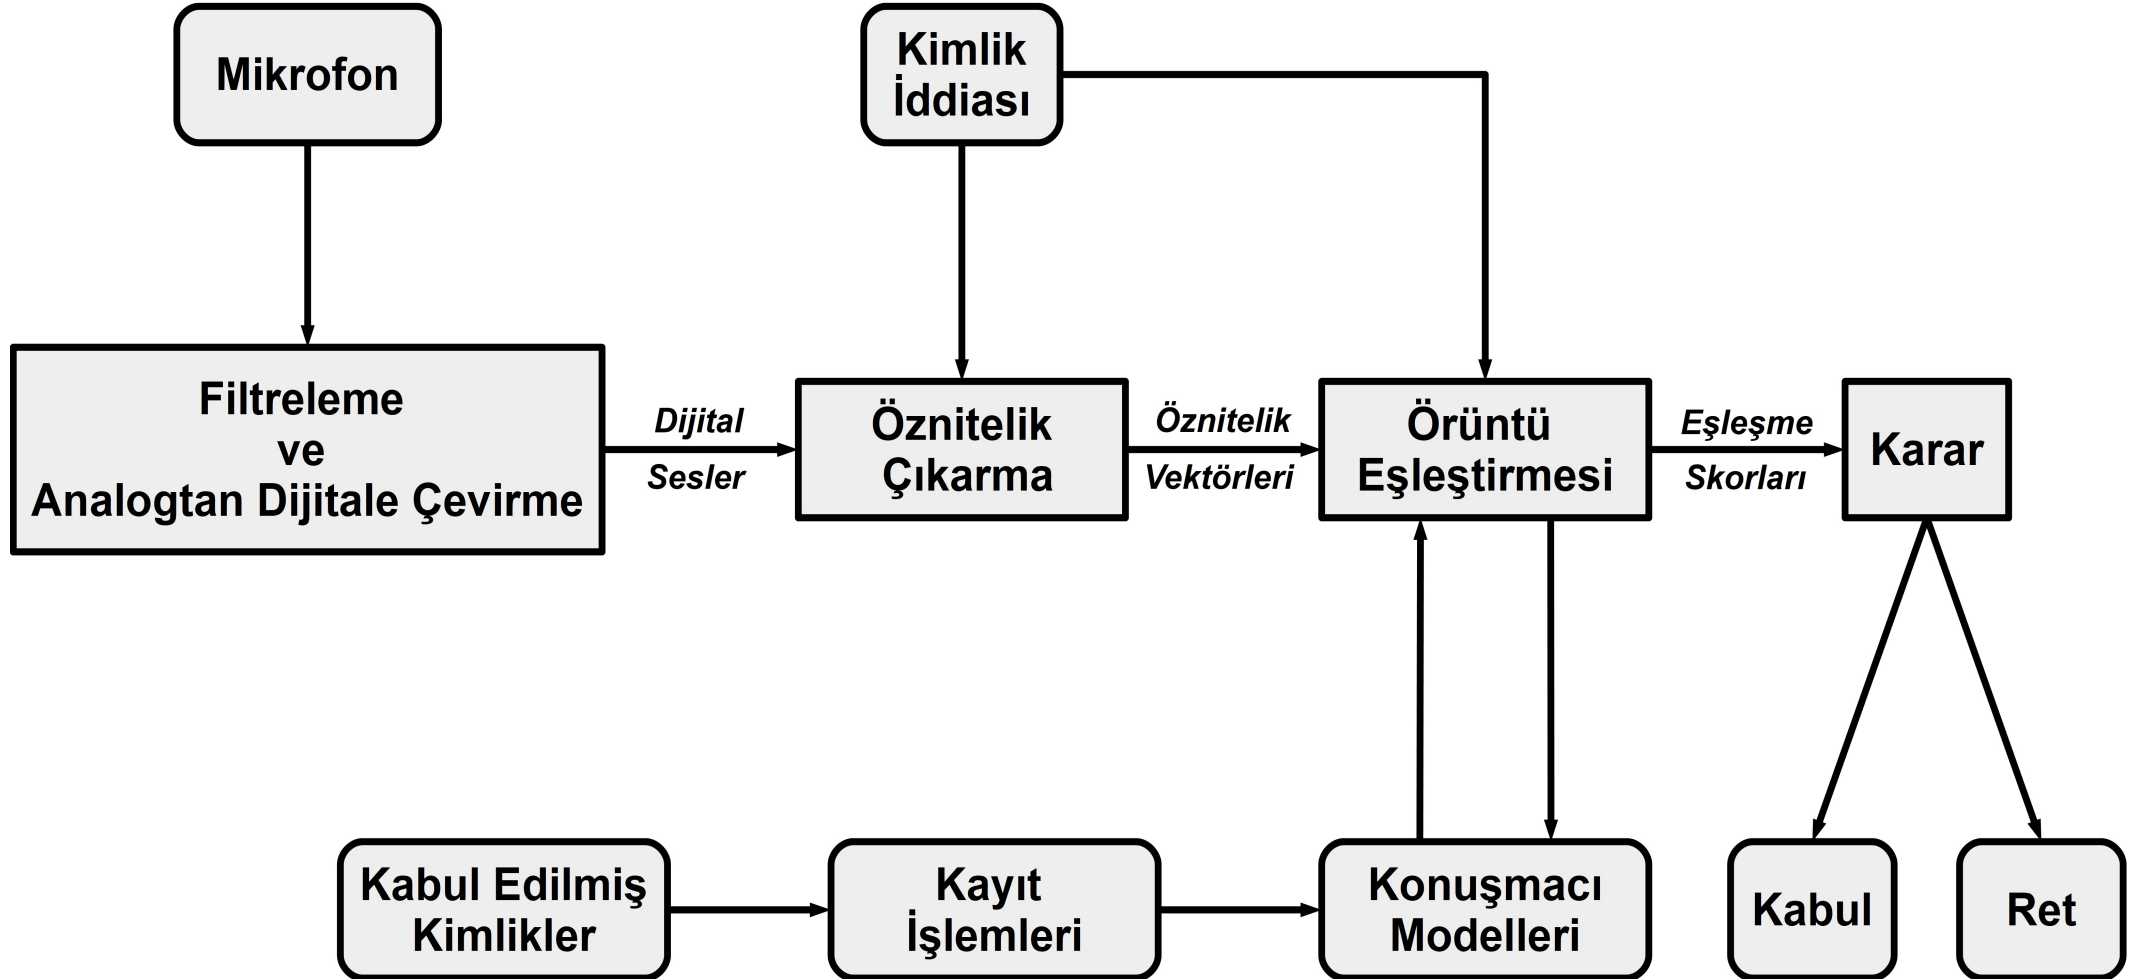 Mikrofon
Kimlik
İddiası
Filtreleme
ve
Analogtan Dijitale Çevirme
Dijital
Sesler
Öznitelik
Çıkarma
Öznitelik
Vektörleri
Örüntü
Eşleştirmesi
Eşleşme
Skorları
Karar
Kabul Edilmiş
Kimlikler
Kayıt
İşlemleri
Konuşmacı
Modelleri
Kabul
Ret